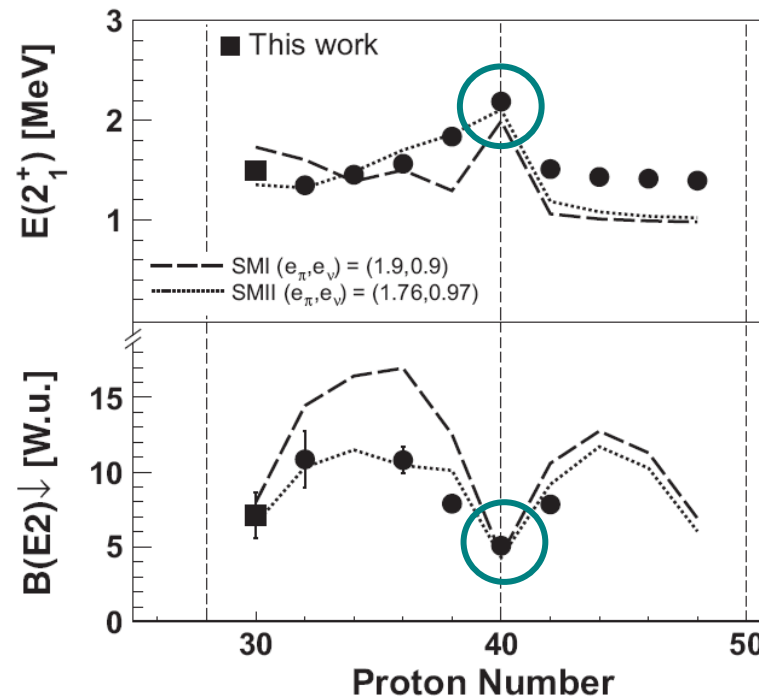 3
■ This work
2
1
E(2⁺₁) [MeV]
SMI (eπ,eν) = (1.9,0.9)
SMII (eπ,eν) = (1.76,0.97)
15
10
5
0
B(E2)↓ [W.u.]
30 40 50
Proton Number